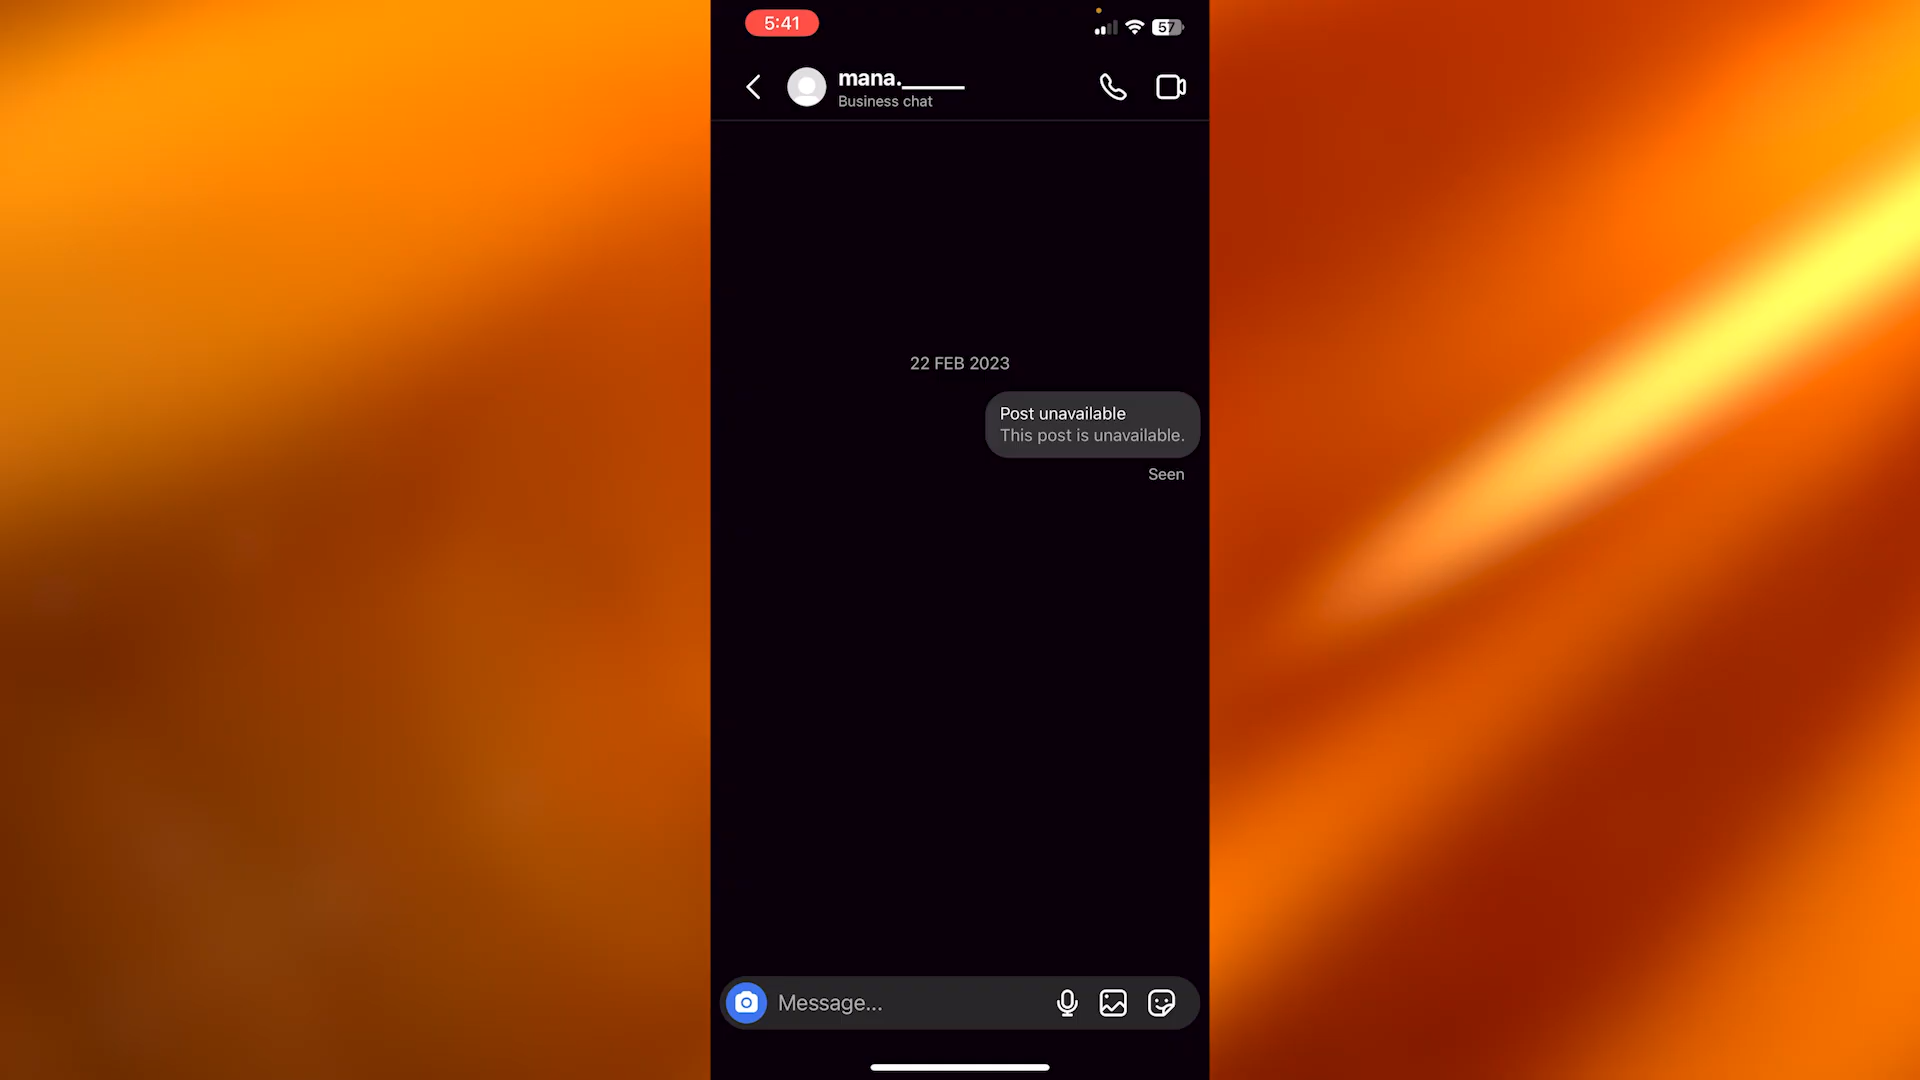 5:41
57
mana._____
Business chat
22 FEB 2023
Post unavailable
This post is unavailable.
Seen
Message...